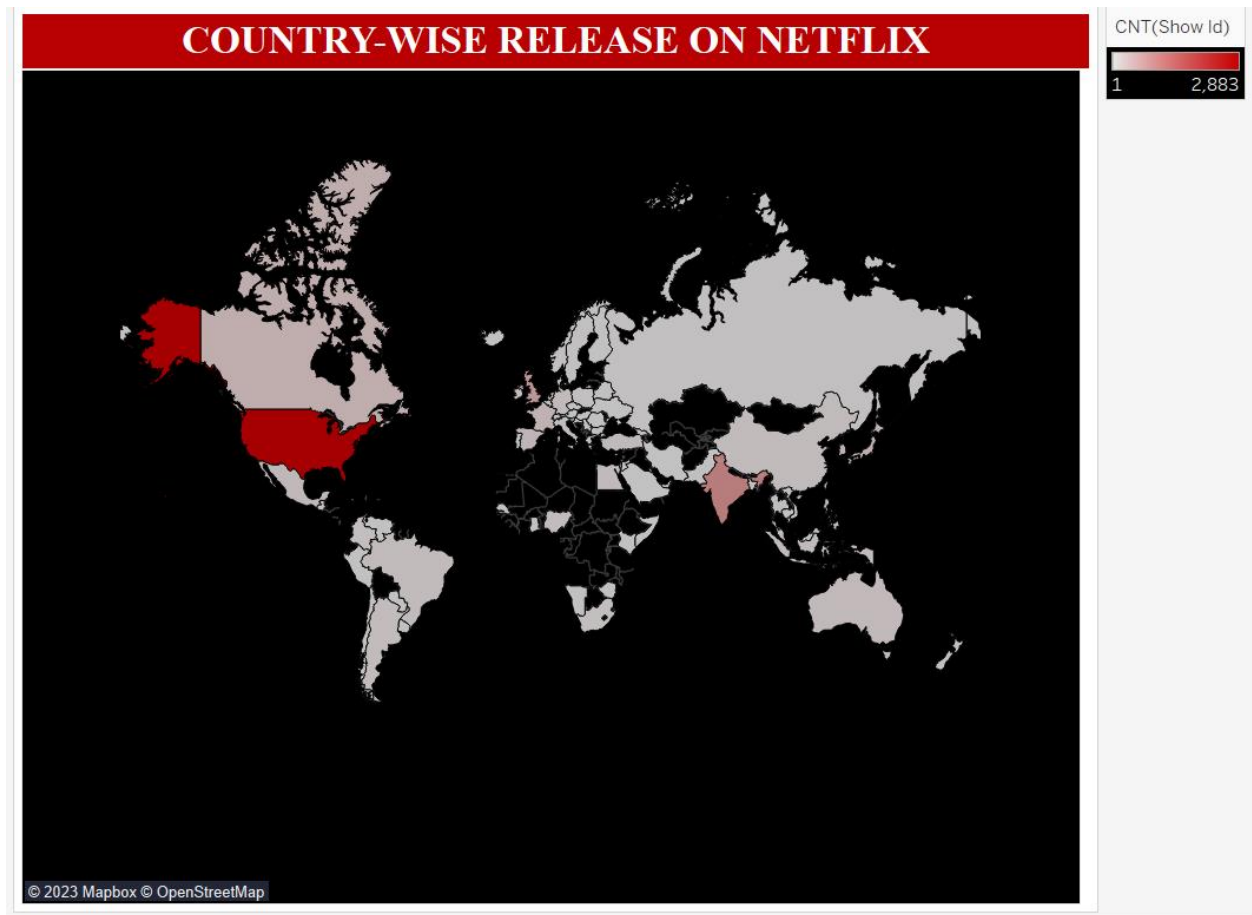 COUNTRY-WISE RELEASE ON NETFLIX
CNT(Show Id)
1 2,883
© 2023 Mapbox © OpenStreetMap